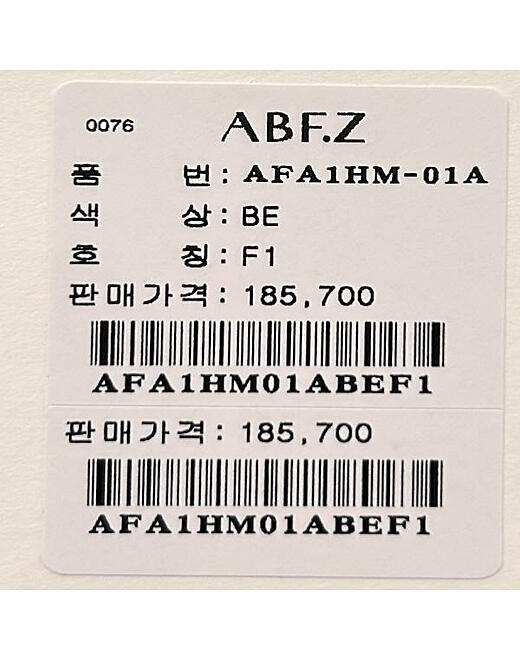 0076 ABF.Z
품 번 : AFA1HM-01A
색 상 : BE
호 칭 : F1
판매가격 : 185,700
AFA1HM01ABEF1
판매가격 : 185,700
AFA1HM01ABEF1